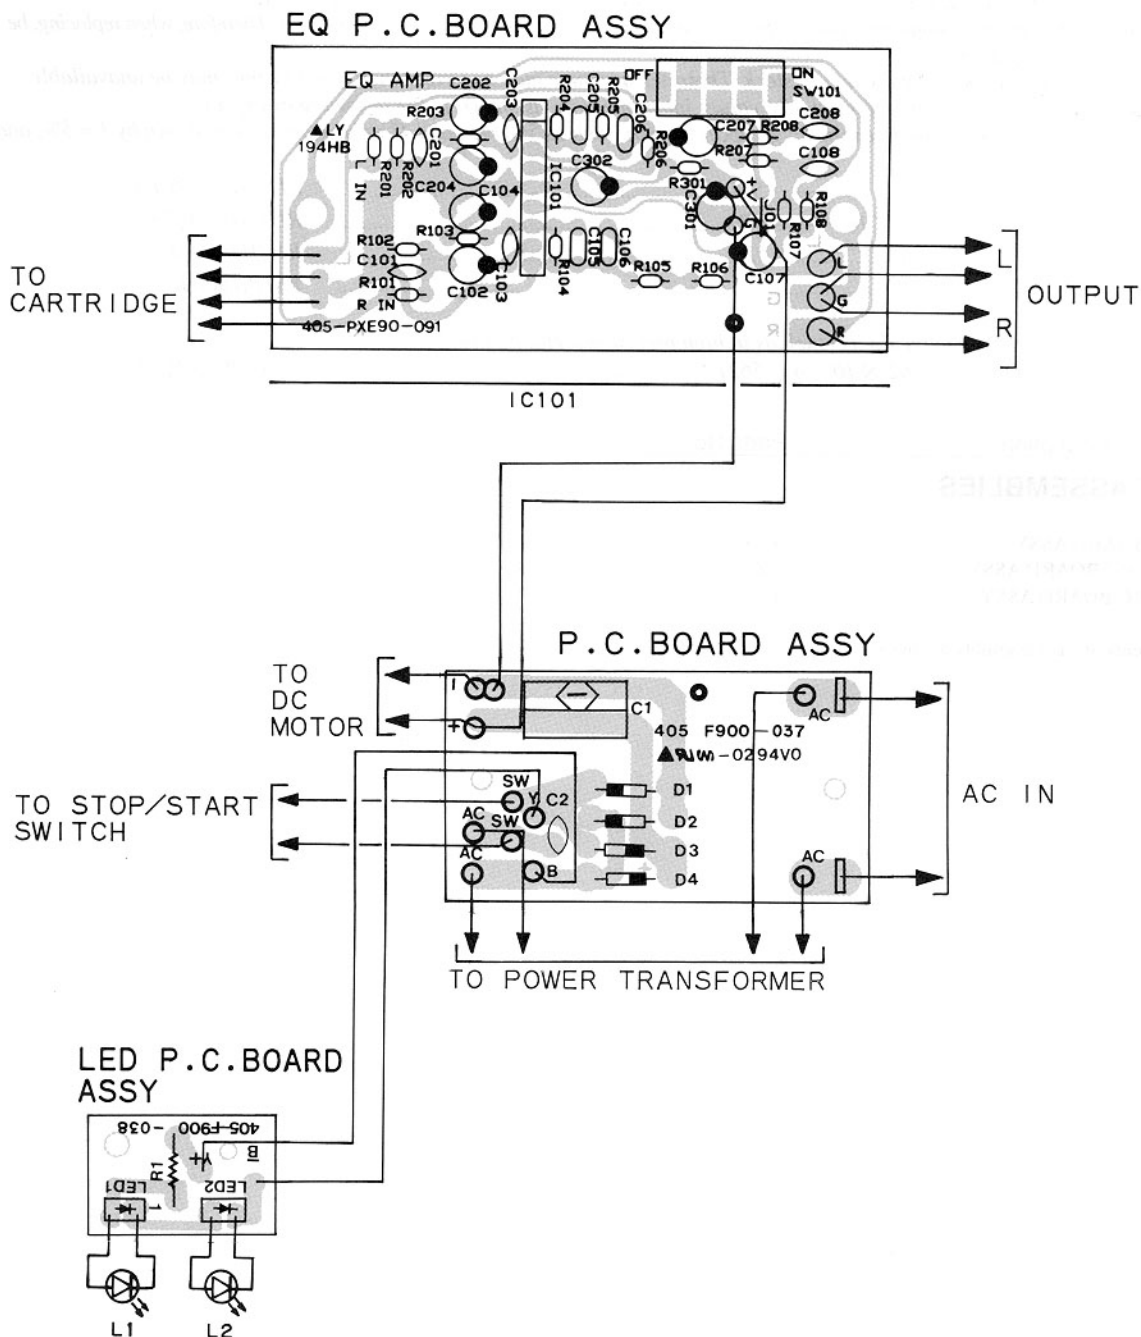 EQ P.C.BOARD ASSY
EQ AMP
C202
C203
R204
C205
R205
C206
OFF
ON
SW101
R203
C201
▲LY
194HB
L IN
R201
R202
C204
C104
IC101
C302
R206
C207
R208
R207
C208
C108
R301
C301
+V
G
J01
R107
R108
R103
R102
C101
R101
R IN
C102
C103
R104
C105
C106
R105
R106
C107
L
G
R
L
G
R
405-PXE90-091
TO
CARTRIDGE
L
R
OUTPUT
IC101
ASSEMBLIES
P.C.BOARD ASSY
TO
DC
MOTOR
-
+
C1
AC
405 F900-037
-0294V0
TO STOP/START
SWITCH
SW
Y
C2
AC
SW
AC
B
D1
D2
D3
D4
AC
AC IN
TO POWER TRANSFORMER
LED P.C.BOARD
ASSY
405-F900-038
R1
Y+
B
LED1
1
LED2
L1
L2